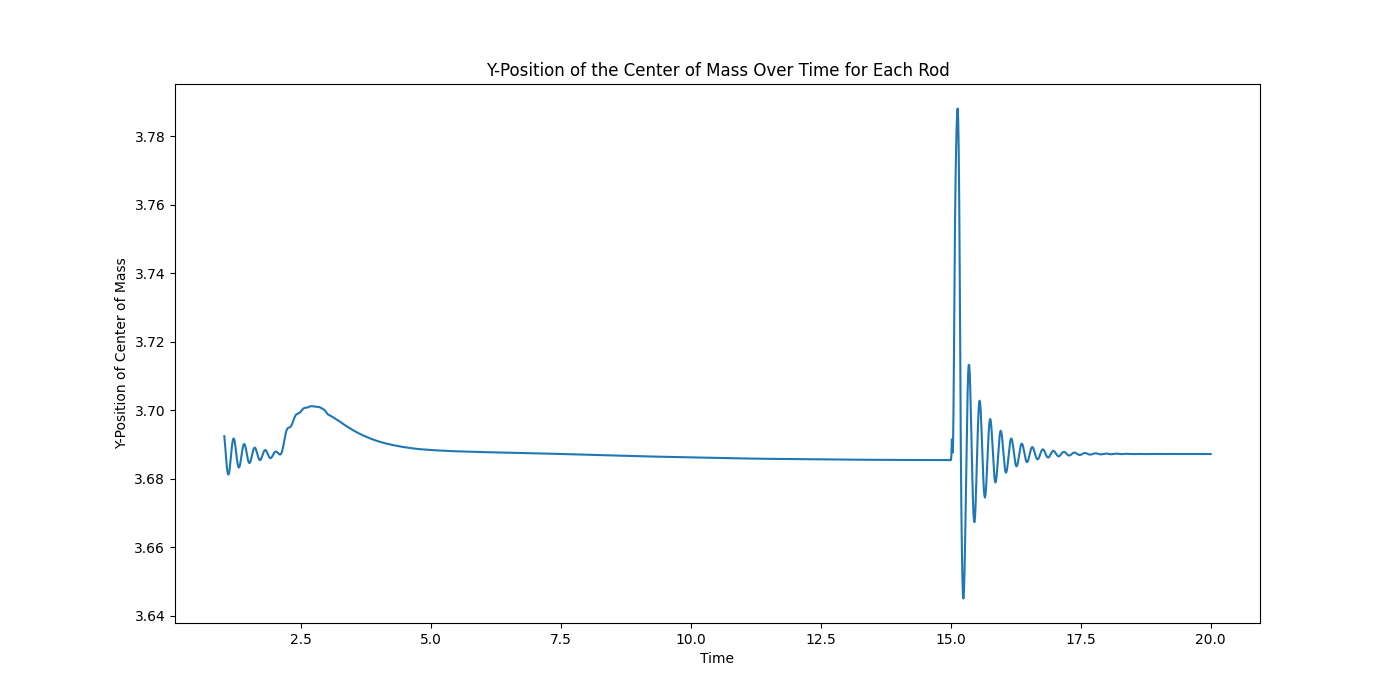 Y-Position of the Center of Mass Over Time for Each Rod
Y-Position of Center of Mass
3.78
3.76
3.74
3.72
3.70
3.68
3.66
3.64
2.5 5.0 7.5 10.0 12.5 15.0 17.5 20.0
Time